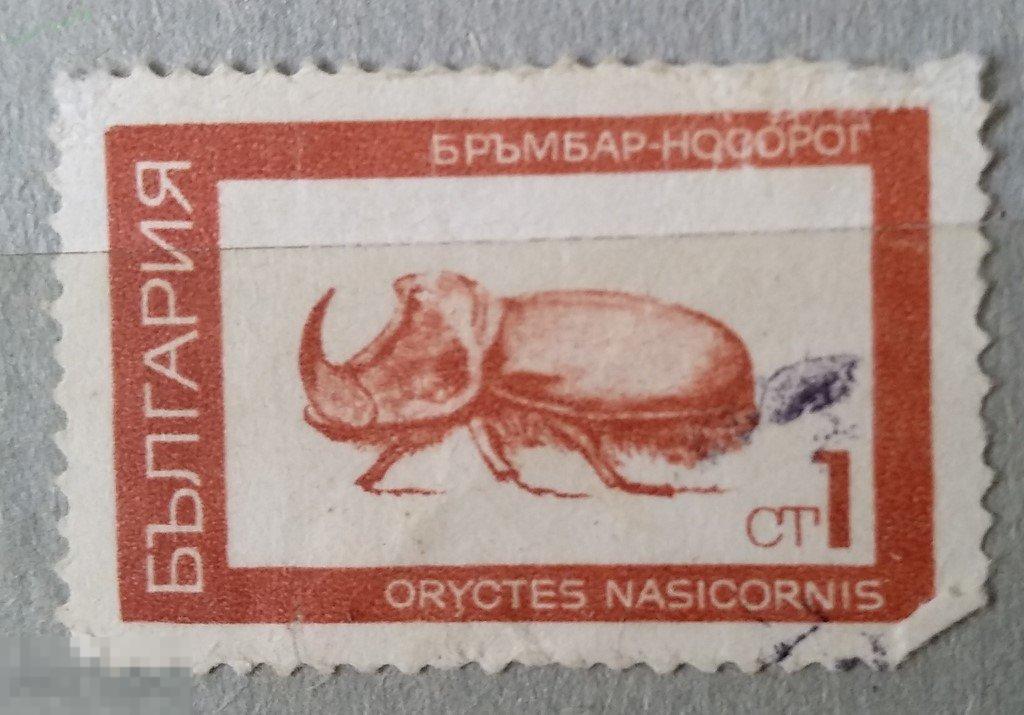 БРЪМБАР-НОСОРОГ
БЪЛГАРИЯ
СТ 1
ORYCTES NASICORNIS